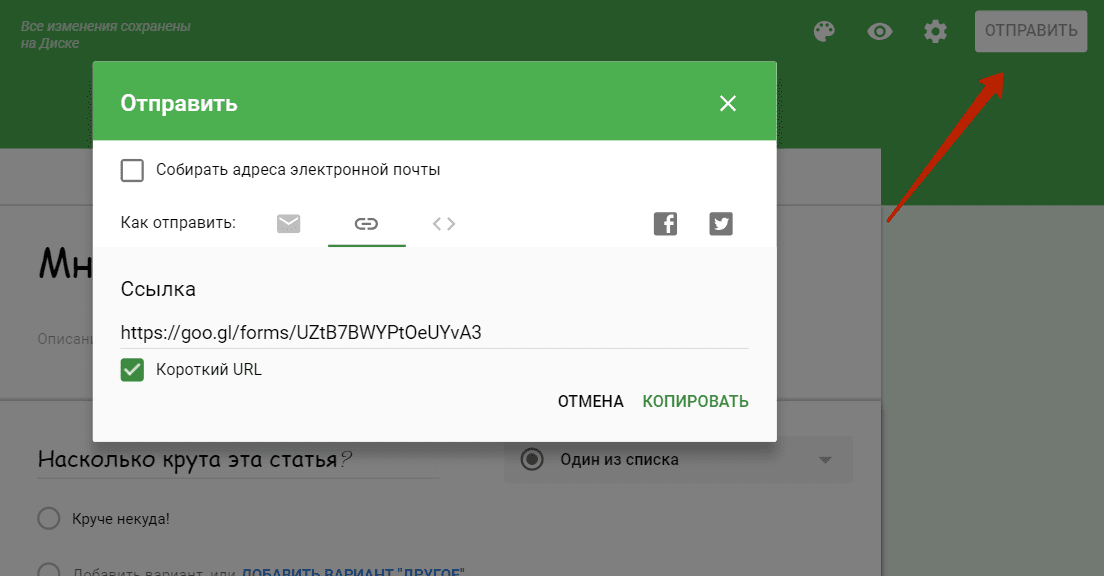 Все изменения сохранены
на Диске
ОТПРАВИТЬ
Отправить
Собирать адреса электронной почты
Как отправить:
Мн
Ссылка
Описани
https://goo.gl/forms/UZtB7BWYPtOeUYvA3
Короткий URL
ОТМЕНА КОПИРОВАТЬ
Насколько крута эта статья?
Один из списка
Круче некуда!
Добавить вариант или ДОБАВИТЬ ВАРИАНТ "ДРУГОЕ"